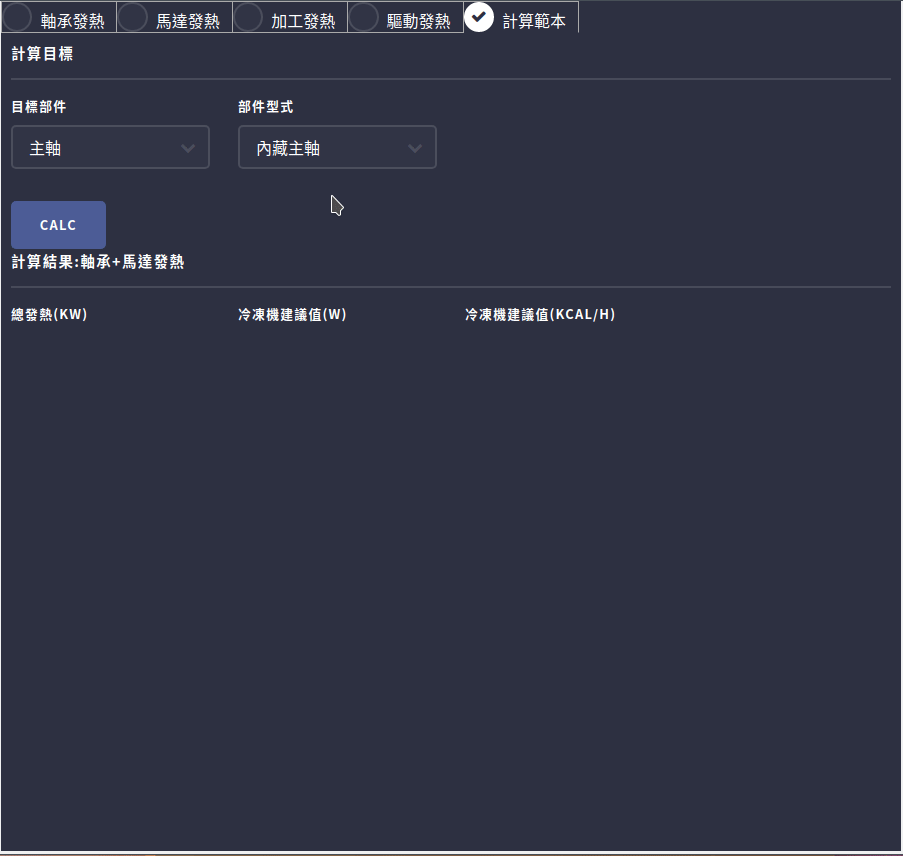 軸承發熱 馬達發熱 加工發熱 驅動發熱 計算範本
計算目標
目標部件 部件型式
主軸 內藏主軸
CALC
計算結果:軸承+馬達發熱
總發熱(KW) 冷凍機建議值(W) 冷凍機建議值(KCAL/H)